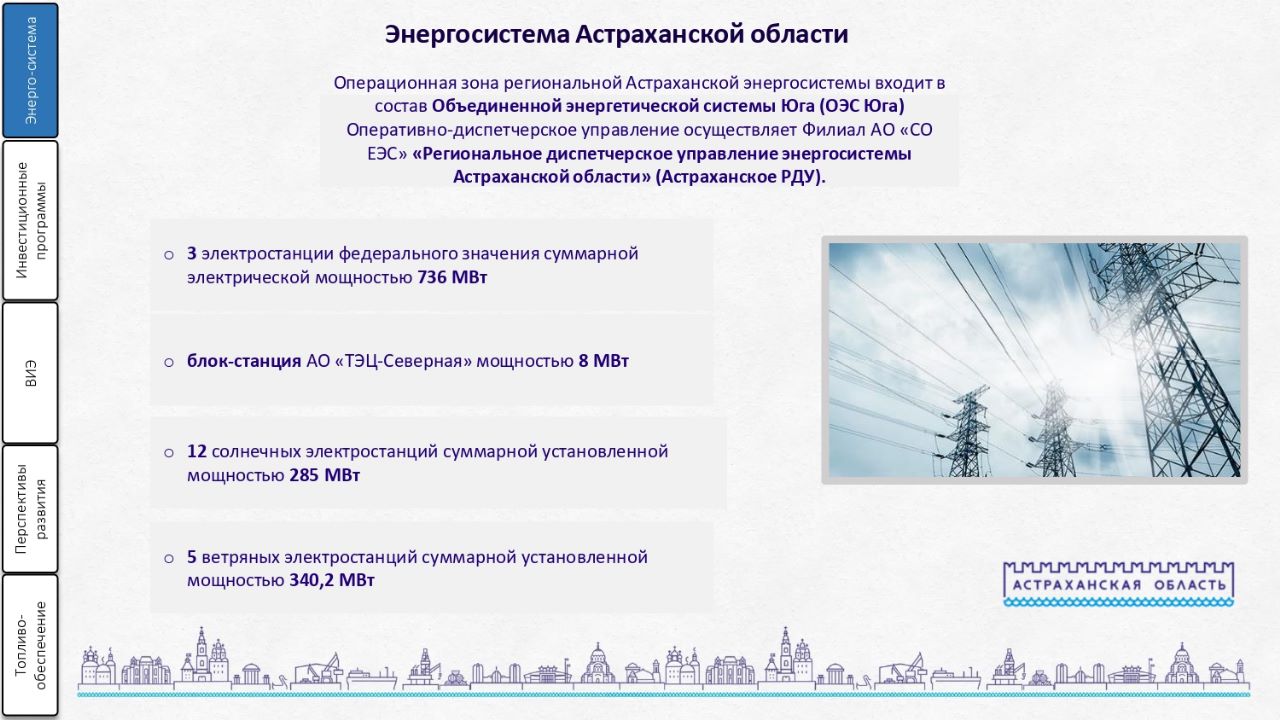 Энергосистема Астраханской области
Операционная зона региональной Астраханской энергосистемы входит в
состав Объединенной энергетической системы Юга (ОЭС Юга)
Оперативно-диспетчерское управление осуществляет Филиал АО «СО
ЕЭС» «Региональное диспетчерское управление энергосистемы
Астраханской области» (Астраханское РДУ).
Энерго-система
Инвестиционные
программы
ВИЭ
Перспективы
развития
Топливо-
обеспечение
o 3 электростанции федерального значения суммарной
электрической мощностью 736 МВт
o блок-станция АО «ТЭЦ-Северная» мощностью 8 МВт
o 12 солнечных электростанций суммарной установленной
мощностью 285 МВт
o 5 ветряных электростанций суммарной установленной
мощностью 340,2 МВт
АСТРАХАНСКАЯ ОБЛАСТЬ